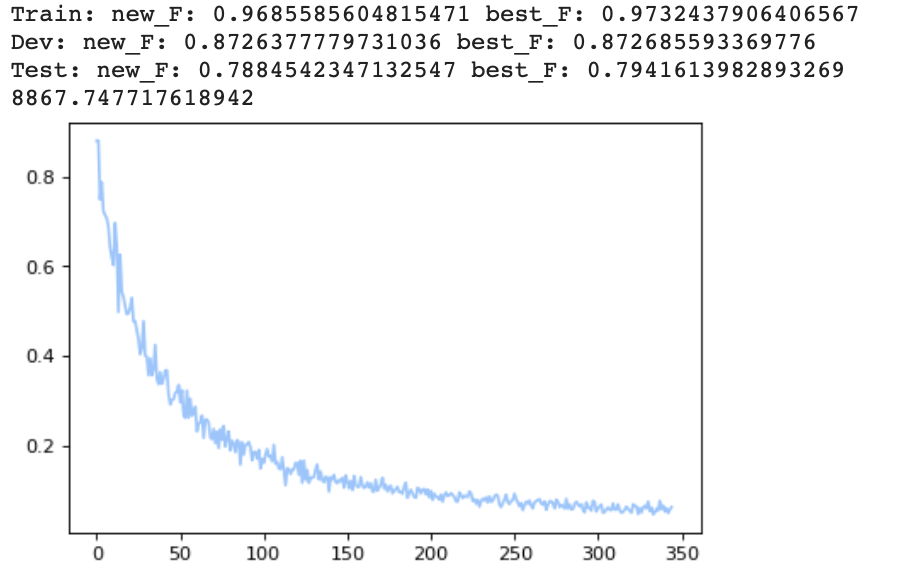 Train: new_F: 0.9685585604815471 best_F: 0.9732437906406567
Dev: new_F: 0.8726377779731036 best_F: 0.872685593369776
Test: new_F: 0.7884542347132547 best_F: 0.7941613982893269
8867.747717618942
0.8
0.6
0.4
0.2
0 50 100 150 200 250 300 350